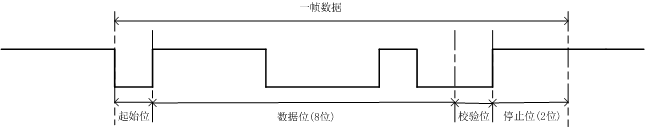 一帧数据
起始位
数据位(8位)
校验位
停止位(2位)